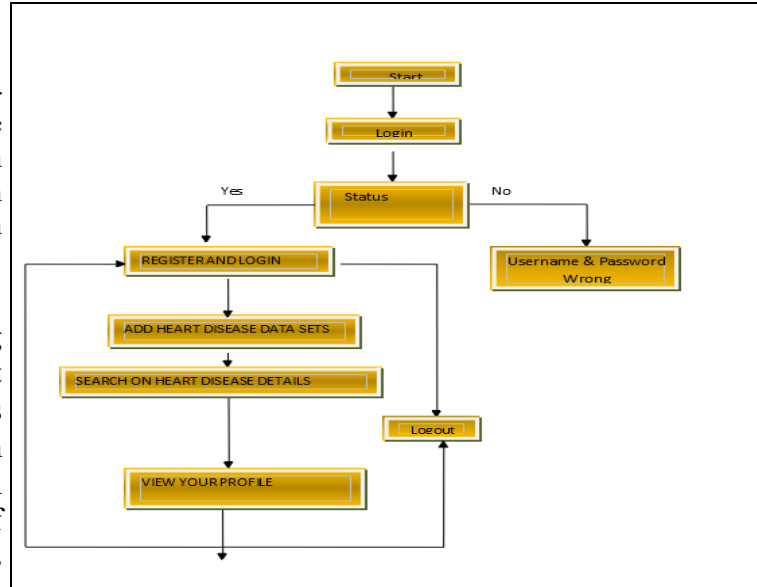 Start
Login
Status
Yes
No
REGISTER AND LOGIN
Username & Password
Wrong
ADD HEART DISEASE DATA SETS
SEARCH ON HEART DISEASE DETAILS
Logout
VIEW YOUR PROFILE